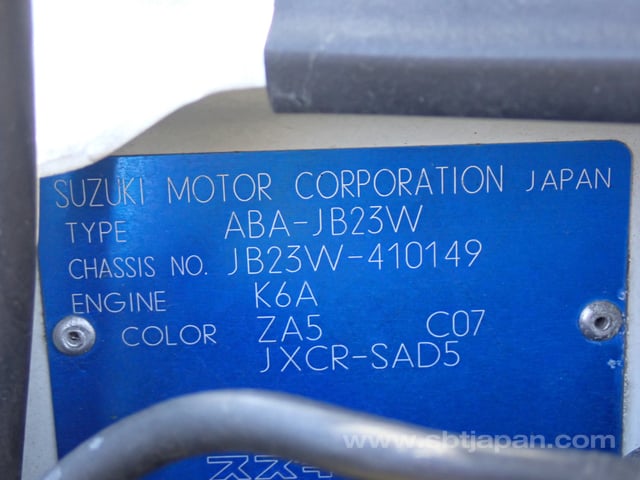 SUZUKI MOTOR CORPORATION JAPAN
TYPE ABA-JB23W
CHASSIS NO. JB23W-410149
ENGINE K6A
COLOR ZA5 C07
JXCR-SAD5
www.sbtjapan.com